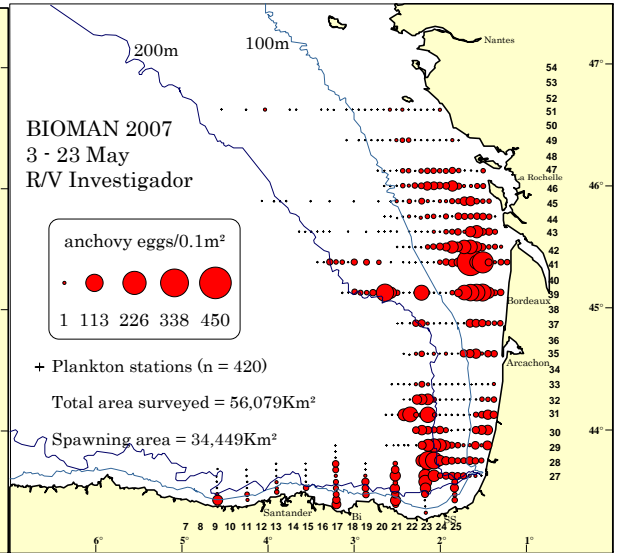 200m
100m
Nantes
47°
54
53
52
51
50
49
48
47
La Rochelle
46
46°
45
44
43
42
41
40
39
Bordeaux
45°
38
37
36
35
Arcachon
34
33
32
31
30
44°
29
28
27
BIOMAN 2007
3 - 23 May
R/V Investigador
anchovy eggs/0.1m²
1 113 226 338 450
+ Plankton stations (n = 420)
Total area surveyed = 56,079Km²
Spawning area = 34,449Km²
Santander
Bi
SS
7 8 9 10 11 12 13 14 15 16 17 18 19 20 21 22 23 24 25
6° 5° 4° 3° 2° 1°